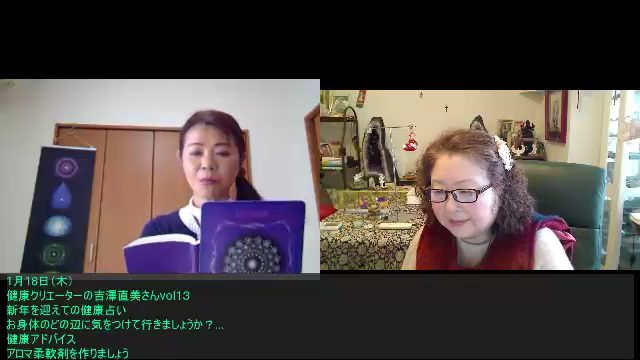 1月18日（木）
健康クリエーターの吉澤直美さんvol13
新年を迎えての健康占い
お身体のどの辺に気をつけて行きましょうか？...
健康アドバイス
アロマ柔軟剤を作りましょう